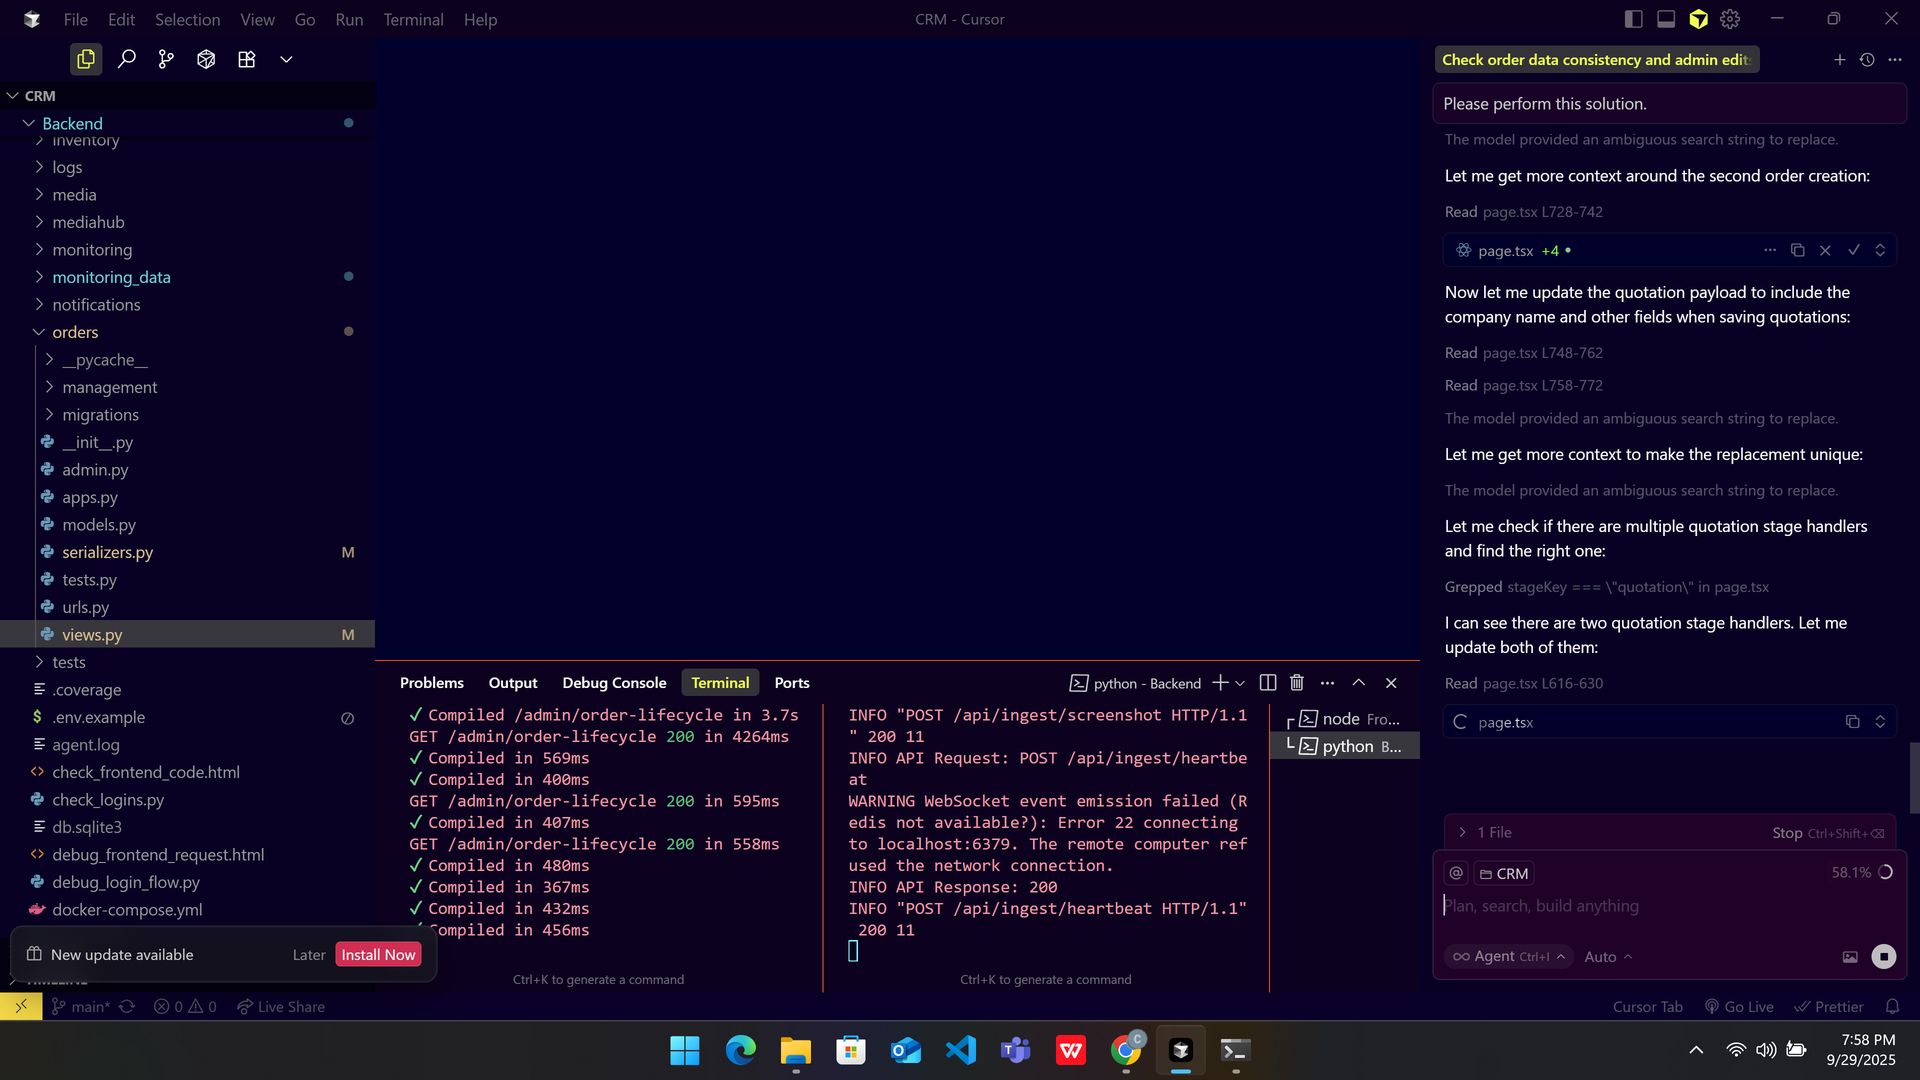 File Edit Selection View Go Run Terminal Help
CRM - Cursor
CRM
Backend
inventory
logs
media
mediahub
monitoring
monitoring_data
notifications
orders
__pycache__
management
migrations
__init__.py
admin.py
apps.py
models.py
serializers.py M
tests.py
urls.py
views.py M
tests
.coverage
.env.example
agent.log
check_frontend_code.html
check_logins.py
db.sqlite3
debug_frontend_request.html
debug_login_flow.py
docker-compose.yml
New update available Later Install Now
TIMELINE
Problems Output Debug Console Terminal Ports
python - Backend
✓ Compiled /admin/order-lifecycle in 3.7s
GET /admin/order-lifecycle 200 in 4264ms
✓ Compiled in 569ms
✓ Compiled in 400ms
GET /admin/order-lifecycle 200 in 595ms
✓ Compiled in 407ms
GET /admin/order-lifecycle 200 in 558ms
✓ Compiled in 480ms
✓ Compiled in 367ms
✓ Compiled in 432ms
✓ Compiled in 456ms
Ctrl+K to generate a command
INFO "POST /api/ingest/screenshot HTTP/1.1
" 200 11
INFO API Request: POST /api/ingest/heartbe
at
WARNING WebSocket event emission failed (R
edis not available?): Error 22 connecting
to localhost:6379. The remote computer ref
used the network connection.
INFO API Response: 200
INFO "POST /api/ingest/heartbeat HTTP/1.1"
200 11
Ctrl+K to generate a command
node Fro...
python B...
Check order data consistency and admin edit
Please perform this solution.
The model provided an ambiguous search string to replace.
Let me get more context around the second order creation:
Read page.tsx L728-742
page.tsx +4 •
Now let me update the quotation payload to include the
company name and other fields when saving quotations:
Read page.tsx L748-762
Read page.tsx L758-772
The model provided an ambiguous search string to replace.
Let me get more context to make the replacement unique:
The model provided an ambiguous search string to replace.
Let me check if there are multiple quotation stage handlers
and find the right one:
Grepped stageKey === \"quotation\" in page.tsx
I can see there are two quotation stage handlers. Let me
update both of them:
Read page.tsx L616-630
page.tsx
1 File Stop Ctrl+Shift+⌫
@ CRM 58.1%
Plan, search, build anything
Agent Ctrl+I Auto
main* 0 0 Live Share
Cursor Tab Go Live Prettier
7:58 PM
9/29/2025